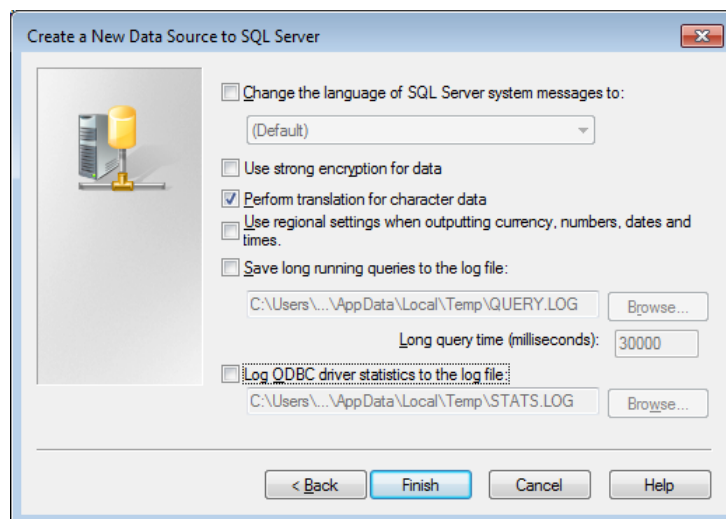 Create a New Data Source to SQL Server
Change the language of SQL Server system messages to:
(Default)
Use strong encryption for data
Perform translation for character data
Use regional settings when outputting currency, numbers, dates and
times.
Save long running queries to the log file:
C:\Users\...\AppData\Local\Temp\QUERY.LOG Browse...
Long query time (milliseconds): 30000
Log ODBC driver statistics to the log file:
C:\Users\...\AppData\Local\Temp\STATS.LOG Browse...
< Back Finish Cancel Help